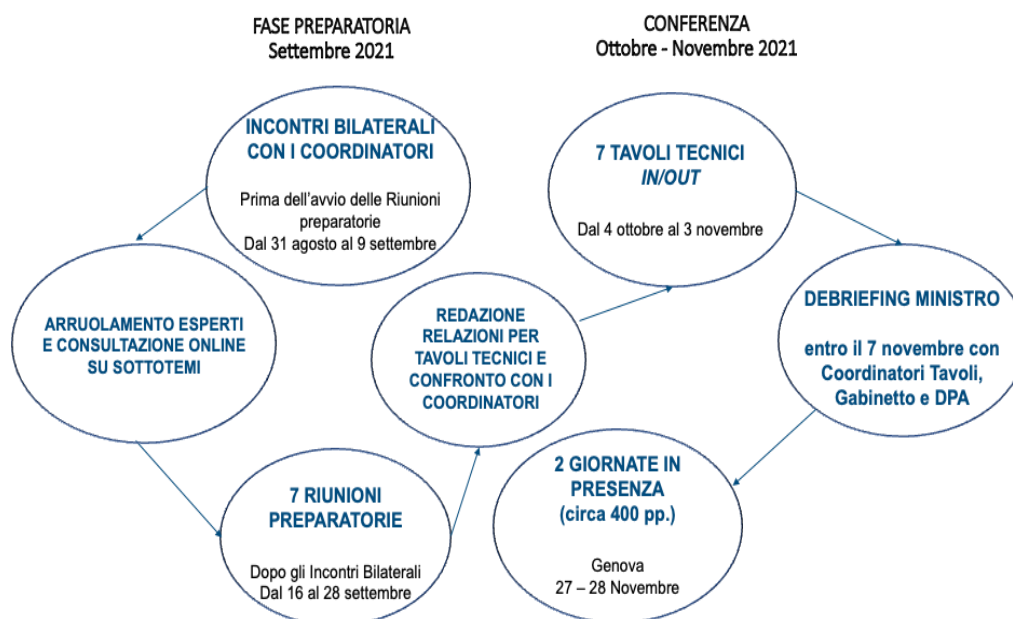 FASE PREPARATORIA
Settembre 2021
CONFERENZA
Ottobre - Novembre 2021
INCONTRI BILATERALI
CON I COORDINATORI
Prima dell'avvio delle Riunioni
preparatorie
Dal 31 agosto al 9 settembre
ARRUOLAMENTO ESPERTI
E CONSULTAZIONE ONLINE
SU SOTTOTEMI
7 RIUNIONI
PREPARATORIE
Dopo gli Incontri Bilaterali
Dal 16 al 28 settembre
REDAZIONE
RELAZIONI PER
TAVOLI TECNICI E
CONFRONTO CON I
COORDINATORI
7 TAVOLI TECNICI
IN/OUT
Dal 4 ottobre al 3 novembre
DEBRIEFING MINISTRO
entro il 7 novembre con
Coordinatori Tavoli,
Gabinetto e DPA
2 GIORNATE IN
PRESENZA
(circa 400 pp.)
Genova
27 – 28 Novembre